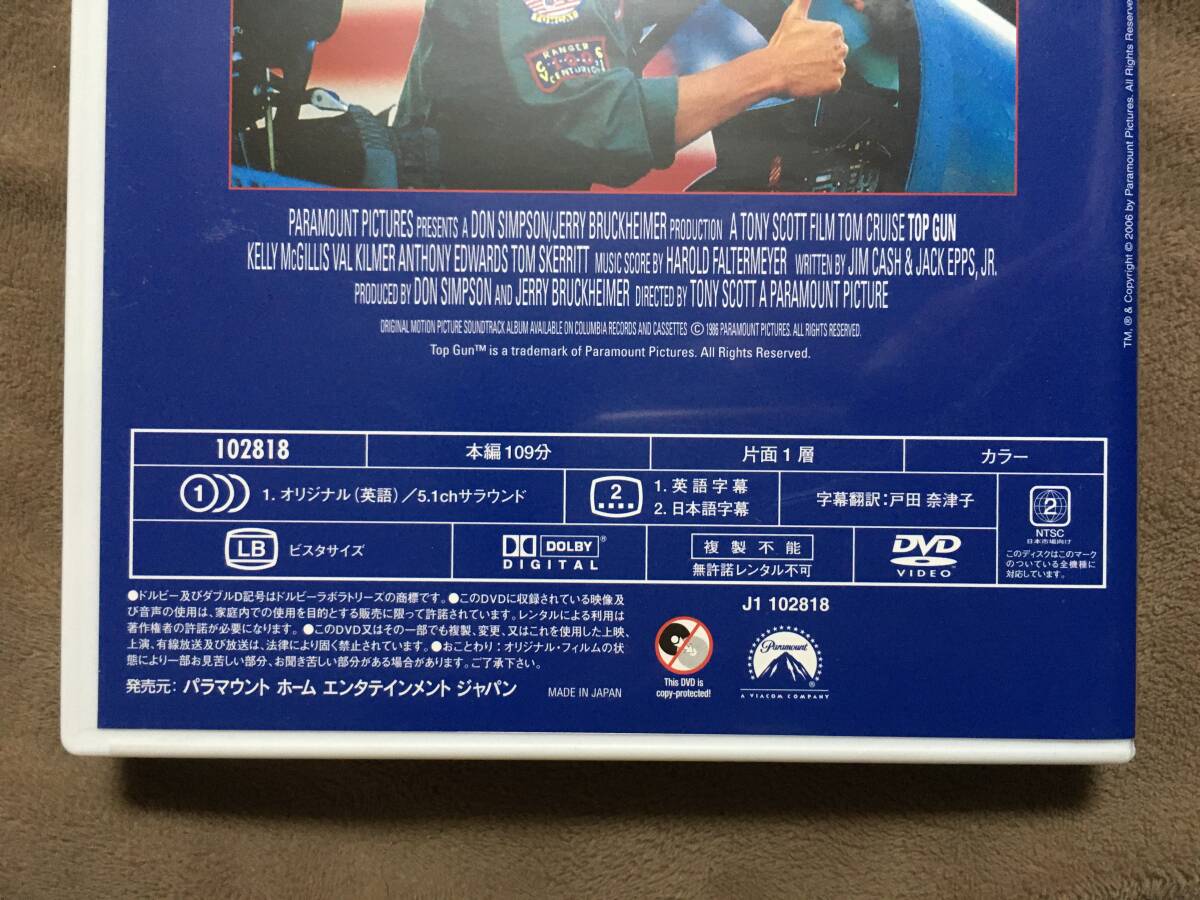 TOMCAT
RANGER
CVW CENTURION
PARAMOUNT PICTURES PRESENTS A DON SIMPSON/JERRY BRUCKHEIMER PRODUCTION A TONY SCOTT FILM TOM CRUISE TOP GUN
KELLY McGILLIS VAL KILMER ANTHONY EDWARDS TOM SKERRITT MUSIC SCORE BY HAROLD FALTERMEYER WRITTEN BY JIM CASH & JACK EPPS, JR.
PRODUCED BY DON SIMPSON AND JERRY BRUCKHEIMER DIRECTED BY TONY SCOTT A PARAMOUNT PICTURE
ORIGINAL MOTION PICTURE SOUNDTRACK ALBUM AVAILABLE ON COLUMBIA RECORDS AND CASSETTES © 1986 PARAMOUNT PICTURES. ALL RIGHTS RESERVED.
Top Gun™ is a trademark of Paramount Pictures. All Rights Reserved.
TM, ® & Copyright © 2006 by Paramount Pictures. All Rights Reserved
102818
本編109分
片面1層
カラー
1
1. オリジナル(英語)/5.1chサラウンド
2
1. 英語字幕
2. 日本語字幕
字幕翻訳:戸田 奈津子
2
NTSC
日本市場向け
このディスクはこのマーク
のついている全機種に
対応しています。
LB
ビスタサイズ
DOLBY®
DIGITAL
複製不能
無許諾レンタル不可
DVD
VIDEO
●ドルビー及びダブルD記号はドルビーラボラトリーズの商標です。●このDVDに収録されている映像及
び音声の使用は、家庭内での使用を目的とする販売に限って許諾されています。レンタルによる利用は
著作権者の許諾が必要になります。●このDVD又はその一部でも複製、変更、又はこれを使用した上映、
上演、有線放送及び放送は、法律により固く禁止されています。●おことわり:オリジナル・フィルムの状
態により一部お見苦しい部分、お聞き苦しい部分がある場合があります。ご了承下さい。
発売元: パラマウント ホーム エンタテインメント ジャパン
MADE IN JAPAN
This DVD is
copy-protected!
J1 102818
Paramount
®
A VIACOM COMPANY